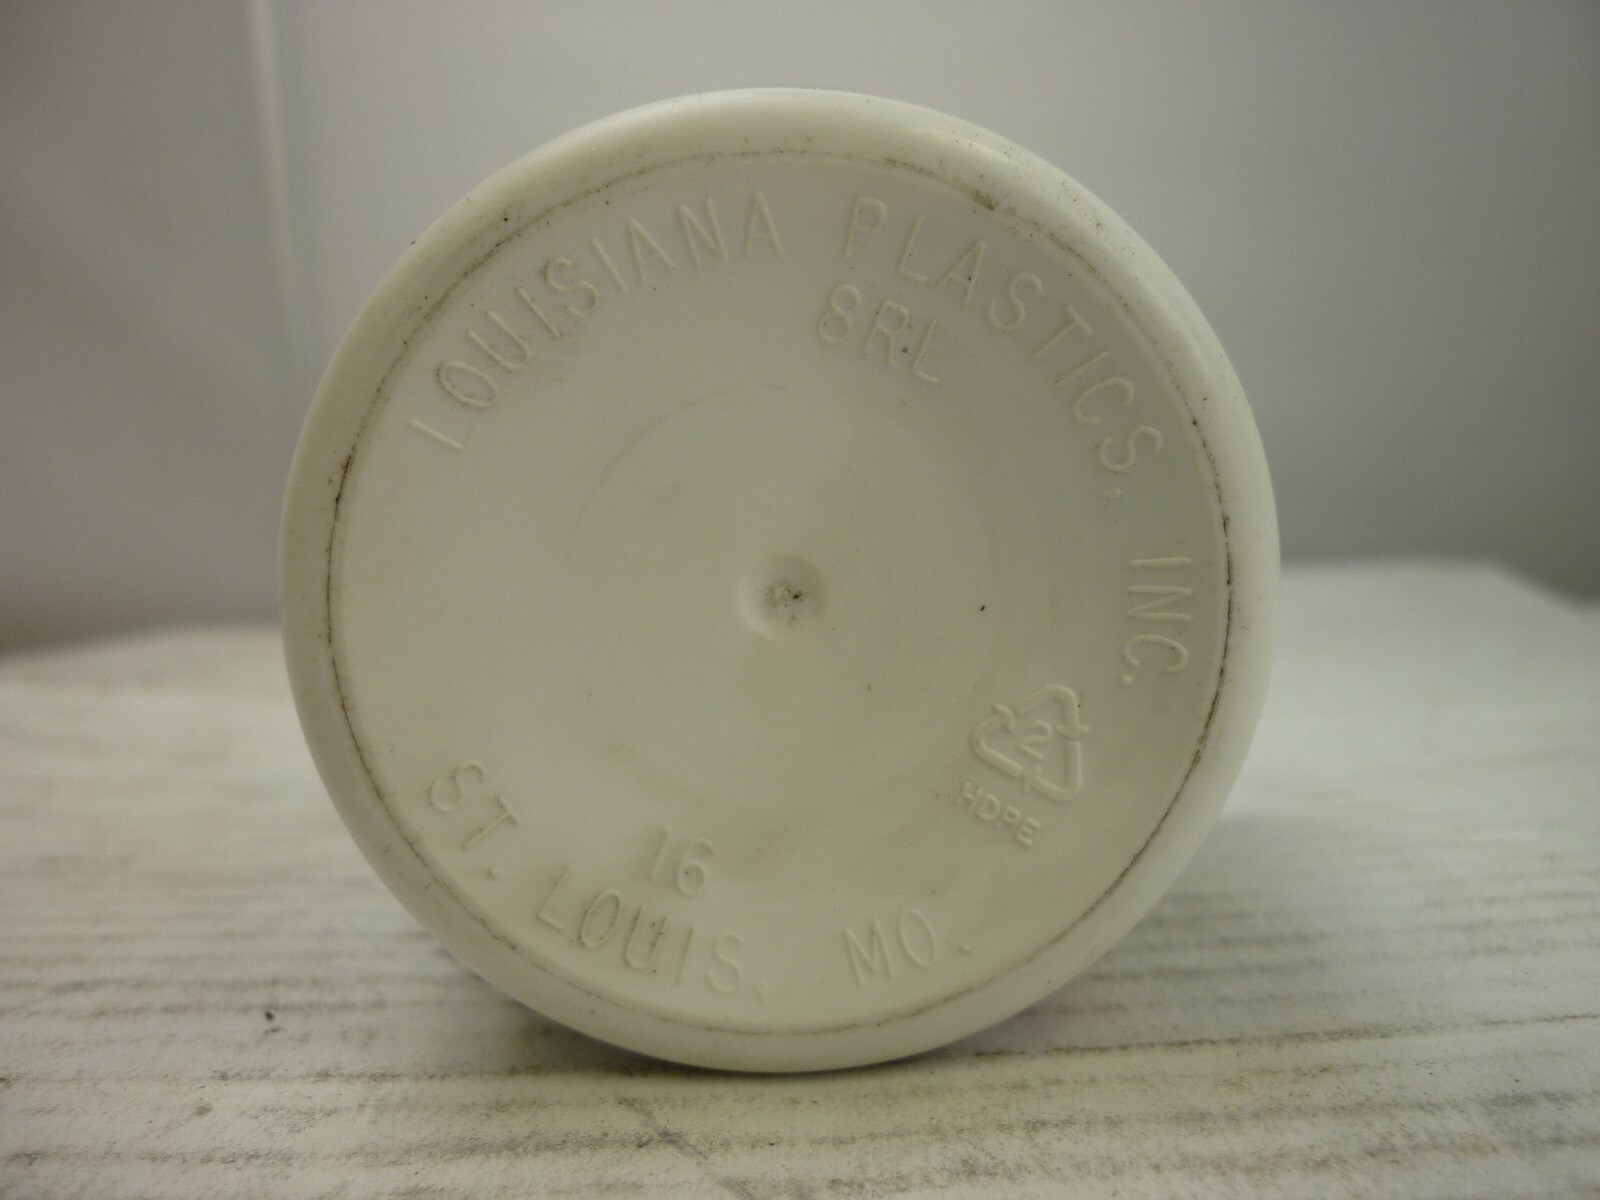 LOUISIANA PLASTICS, INC.
8RL
2
HDPE
16
ST. LOUIS, MO.